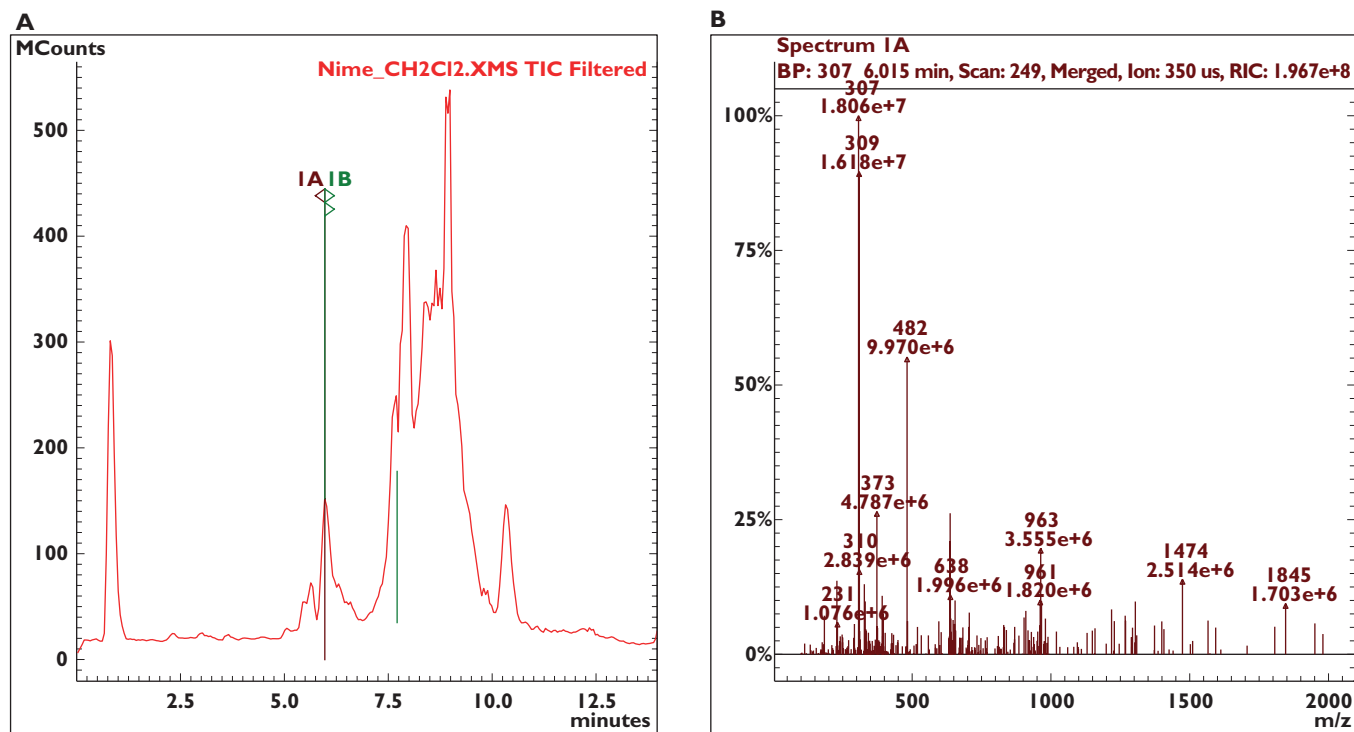 A
MCounts
Nime_CH2Cl2.XMS TIC Filtered
500
1A 1B
400
300
200
100
0
2.5 5.0 7.5 10.0 12.5
minutes
B
Spectrum 1A
BP: 307 6.015 min, Scan: 249, Merged, Ion: 350 us, RIC: 1.967e+8
307
100%
1.806e+7
309
1.618e+7
75%
482
9.970e+6
50%
373
4.787e+6
25%
310
2.839e+6
231
1.076e+6
638
1.996e+6
963
3.555e+6
961
1.820e+6
1474
2.514e+6
1845
1.703e+6
0%
500 1000 1500 2000
m/z